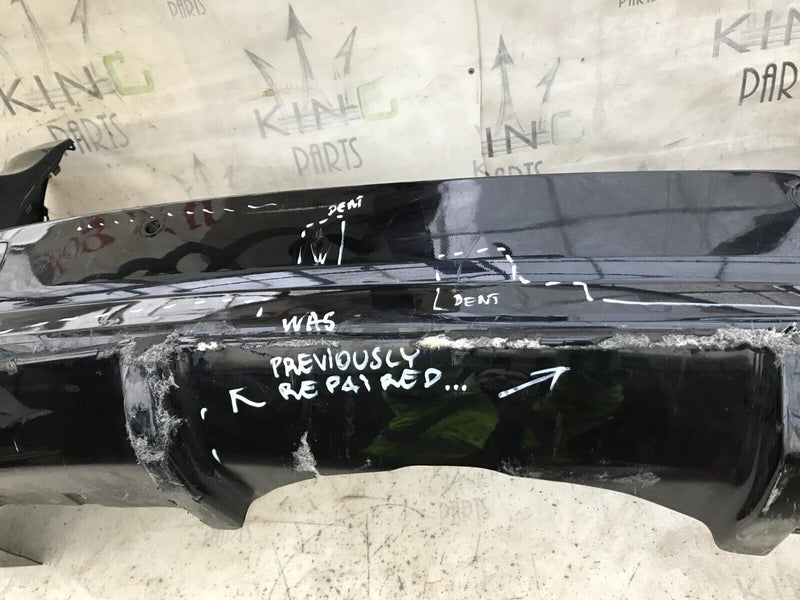 KING
PARTS
KING
PARTS
KING
PARTS
DENT
DENT
WAS
PREVIOUSLY
REPAIRED...